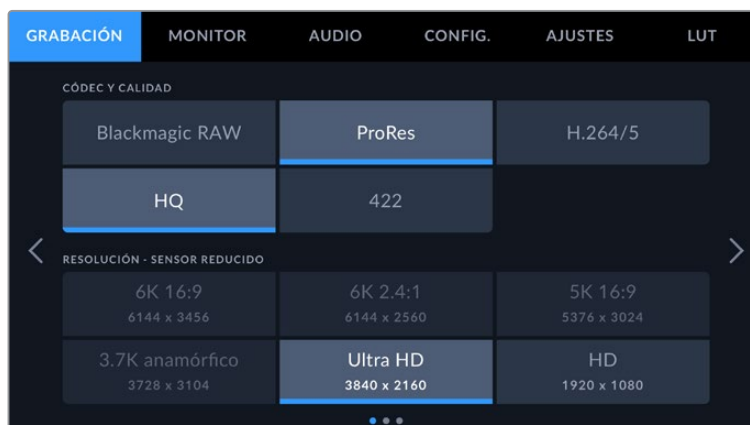 GRABACIÓN MONITOR AUDIO CONFIG. AJUSTES LUT
CÓDEC Y CALIDAD
Blackmagic RAW ProRes H.264/5
HQ 422
RESOLUCIÓN - SENSOR REDUCIDO
6K 16:9 6K 2.4:1 5K 16:9
6144 x 3456 6144 x 2560 5376 x 3024
3.7K anamórfico Ultra HD HD
3728 x 3104 3840 x 2160 1920 x 1080